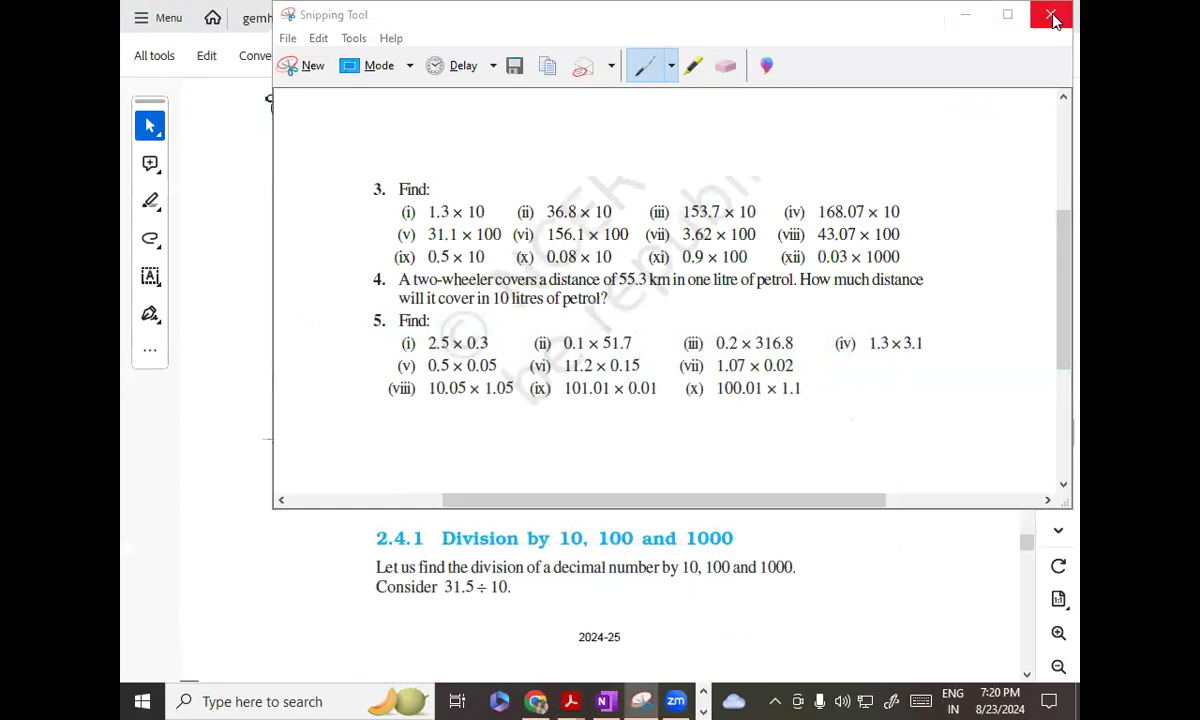 Menu
gemh
Snipping Tool
File Edit Tools Help
All tools Edit Conve
New Mode Delay
3. Find:
(i) 1.3 × 10 (ii) 36.8 × 10 (iii) 153.7 × 10 (iv) 168.07 × 10
(v) 31.1 × 100 (vi) 156.1 × 100 (vii) 3.62 × 100 (viii) 43.07 × 100
(ix) 0.5 × 10 (x) 0.08 × 10 (xi) 0.9 × 100 (xii) 0.03 × 1000
4. A two-wheeler covers a distance of 55.3 km in one litre of petrol. How much distance
will it cover in 10 litres of petrol?
5. Find:
(i) 2.5 × 0.3 (ii) 0.1 × 51.7 (iii) 0.2 × 316.8 (iv) 1.3 × 3.1
(v) 0.5 × 0.05 (vi) 11.2 × 0.15 (vii) 1.07 × 0.02
(viii) 10.05 × 1.05 (ix) 101.01 × 0.01 (x) 100.01 × 1.1
© NCER
be republi
2.4.1 Division by 10, 100 and 1000
Let us find the division of a decimal number by 10, 100 and 1000.
Consider 31.5 ÷ 10.
2024-25
Type here to search
zm
ENG
IN
7:20 PM
8/23/2024